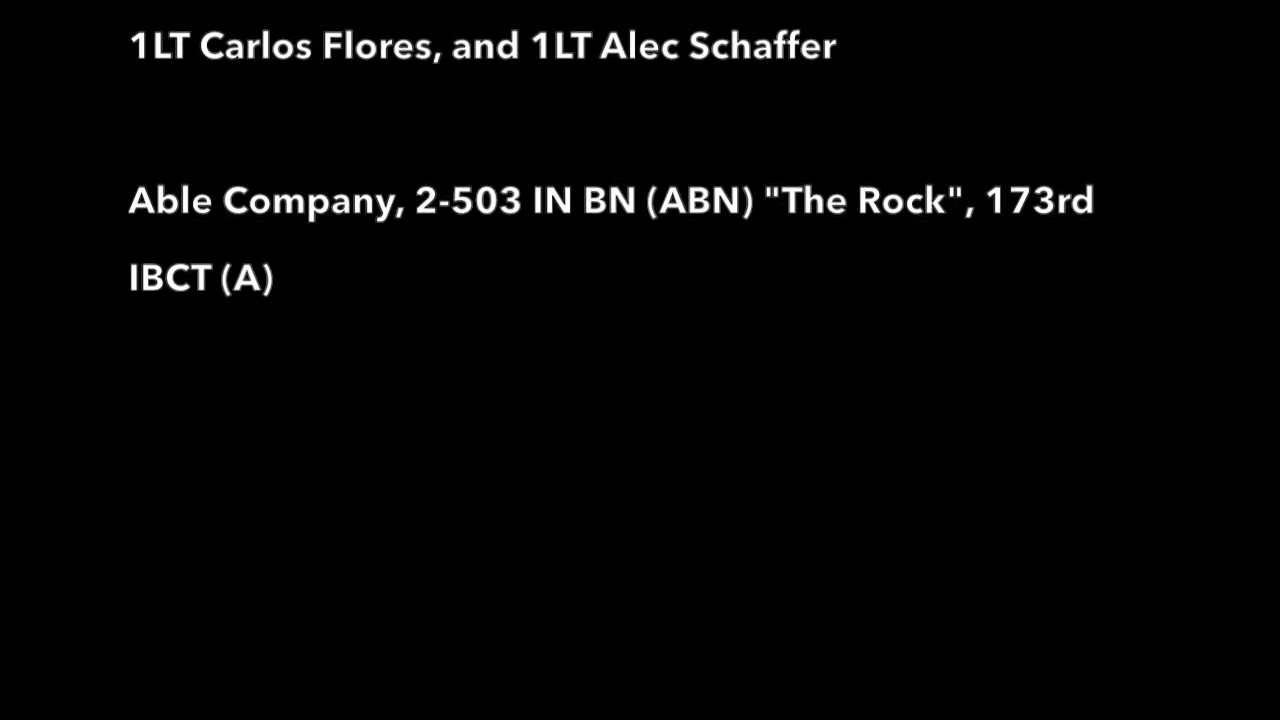 1LT Carlos Flores, and 1LT Alec Schaffer
Able Company, 2-503 IN BN (ABN) "The Rock", 173rd
IBCT (A)